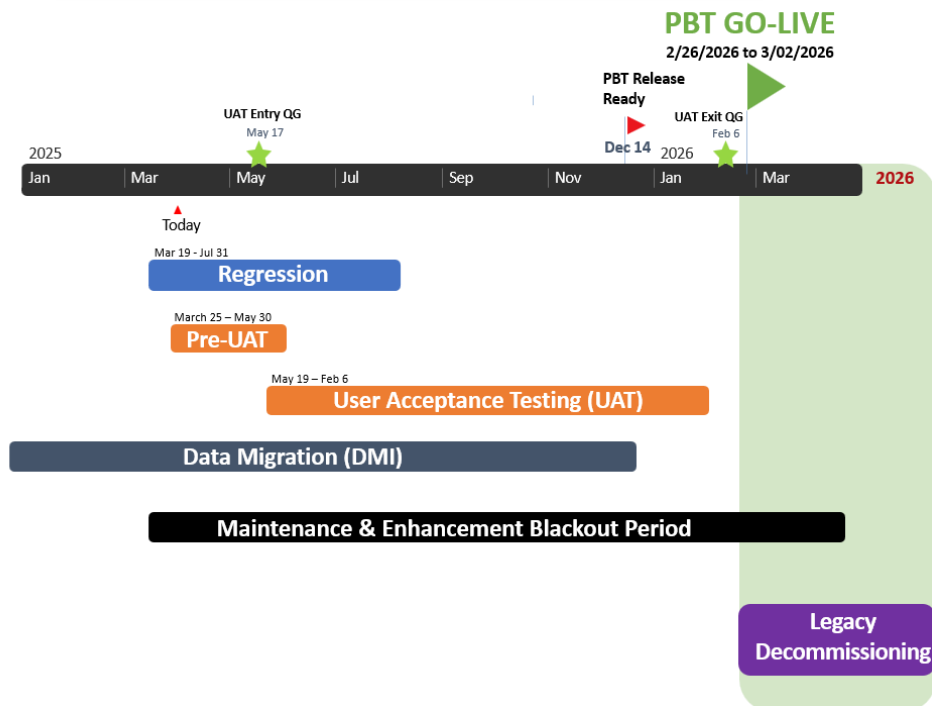 PBT GO-LIVE
2/26/2026 to 3/02/2026
PBT Release
Ready
Dec 14
UAT Entry QG
May 17
UAT Exit QG
Feb 6
2025
2026
Jan Mar May Jul Sep Nov Jan Mar 2026
Today
Mar 19 - Jul 31
Regression
March 25 – May 30
Pre-UAT
May 19 – Feb 6
User Acceptance Testing (UAT)
Data Migration (DMI)
Maintenance & Enhancement Blackout Period
Legacy
Decommissioning